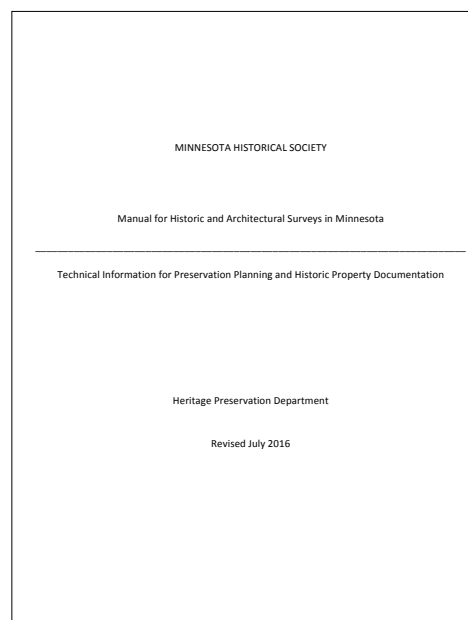 MINNESOTA HISTORICAL SOCIETY
Manual for Historic and Architectural Surveys in Minnesota
Technical Information for Preservation Planning and Historic Property Documentation
Heritage Preservation Department
Revised July 2016